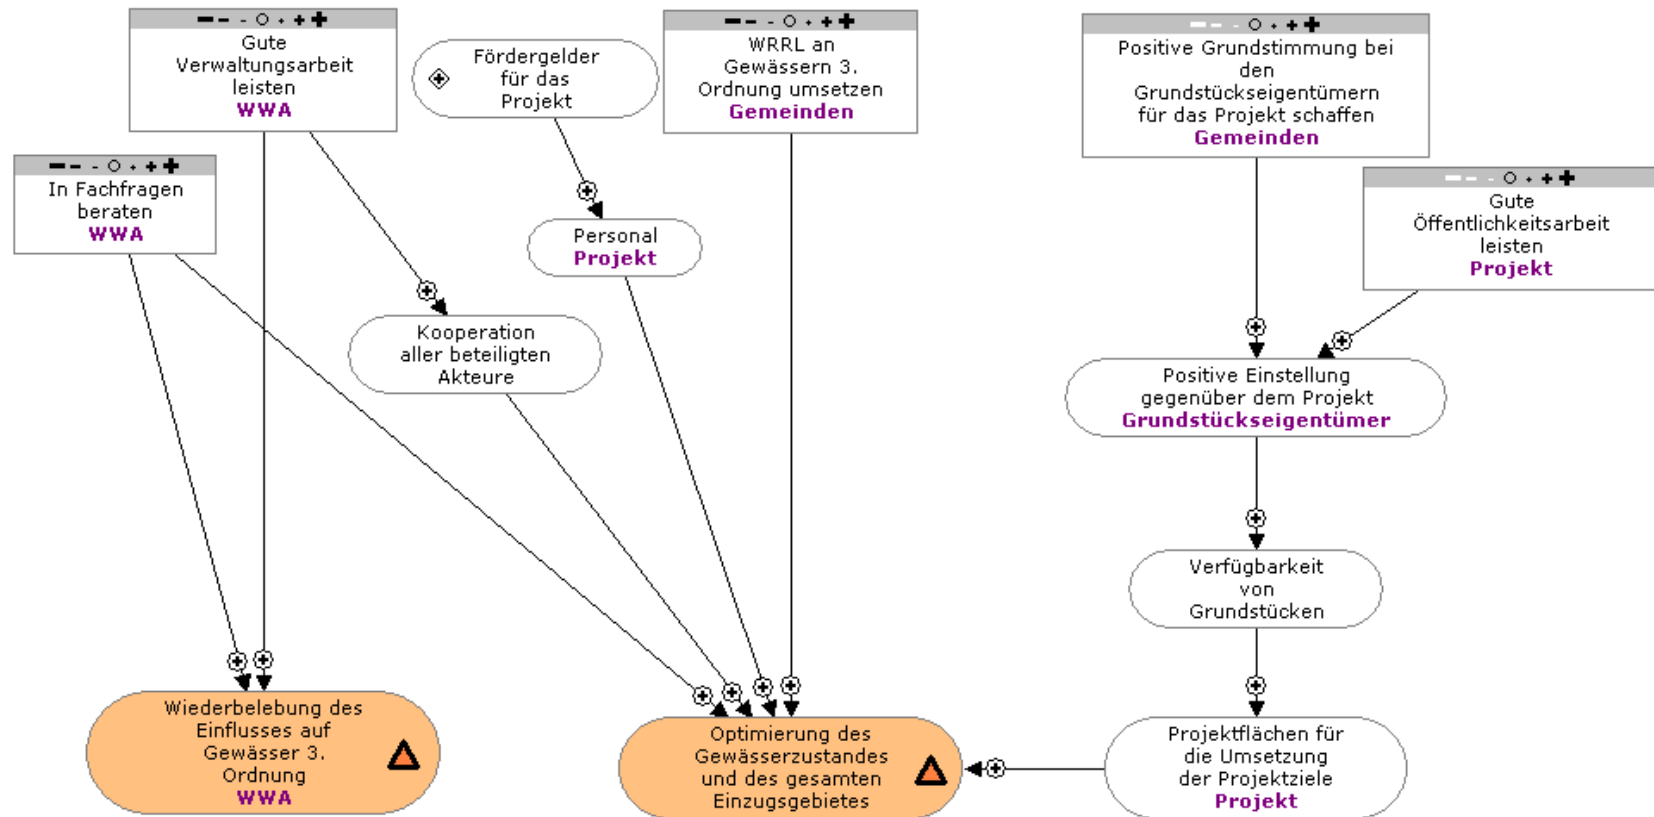 Gute
Verwaltungsarbeit
leisten
WWA
Fördergelder
für das
Projekt
WRRL an
Gewässern 3.
Ordnung umsetzen
Gemeinden
Positive Grundstimmung bei
den
Grundstückseigentümern
für das Projekt schaffen
Gemeinden
In Fachfragen
beraten
WWA
Gute
Öffentlichkeitsarbeit
leisten
Projekt
Personal
Projekt
Kooperation
aller beteiligten
Akteure
Positive Einstellung
gegenüber dem Projekt
Grundstückseigentümer
Verfügbarkeit
von
Grundstücken
Wiederbelebung des
Einflusses auf
Gewässer 3.
Ordnung
WWA
Optimierung des
Gewässerzustandes
und des gesamten
Einzugsgebietes
Projektflächen für
die Umsetzung
der Projektziele
Projekt